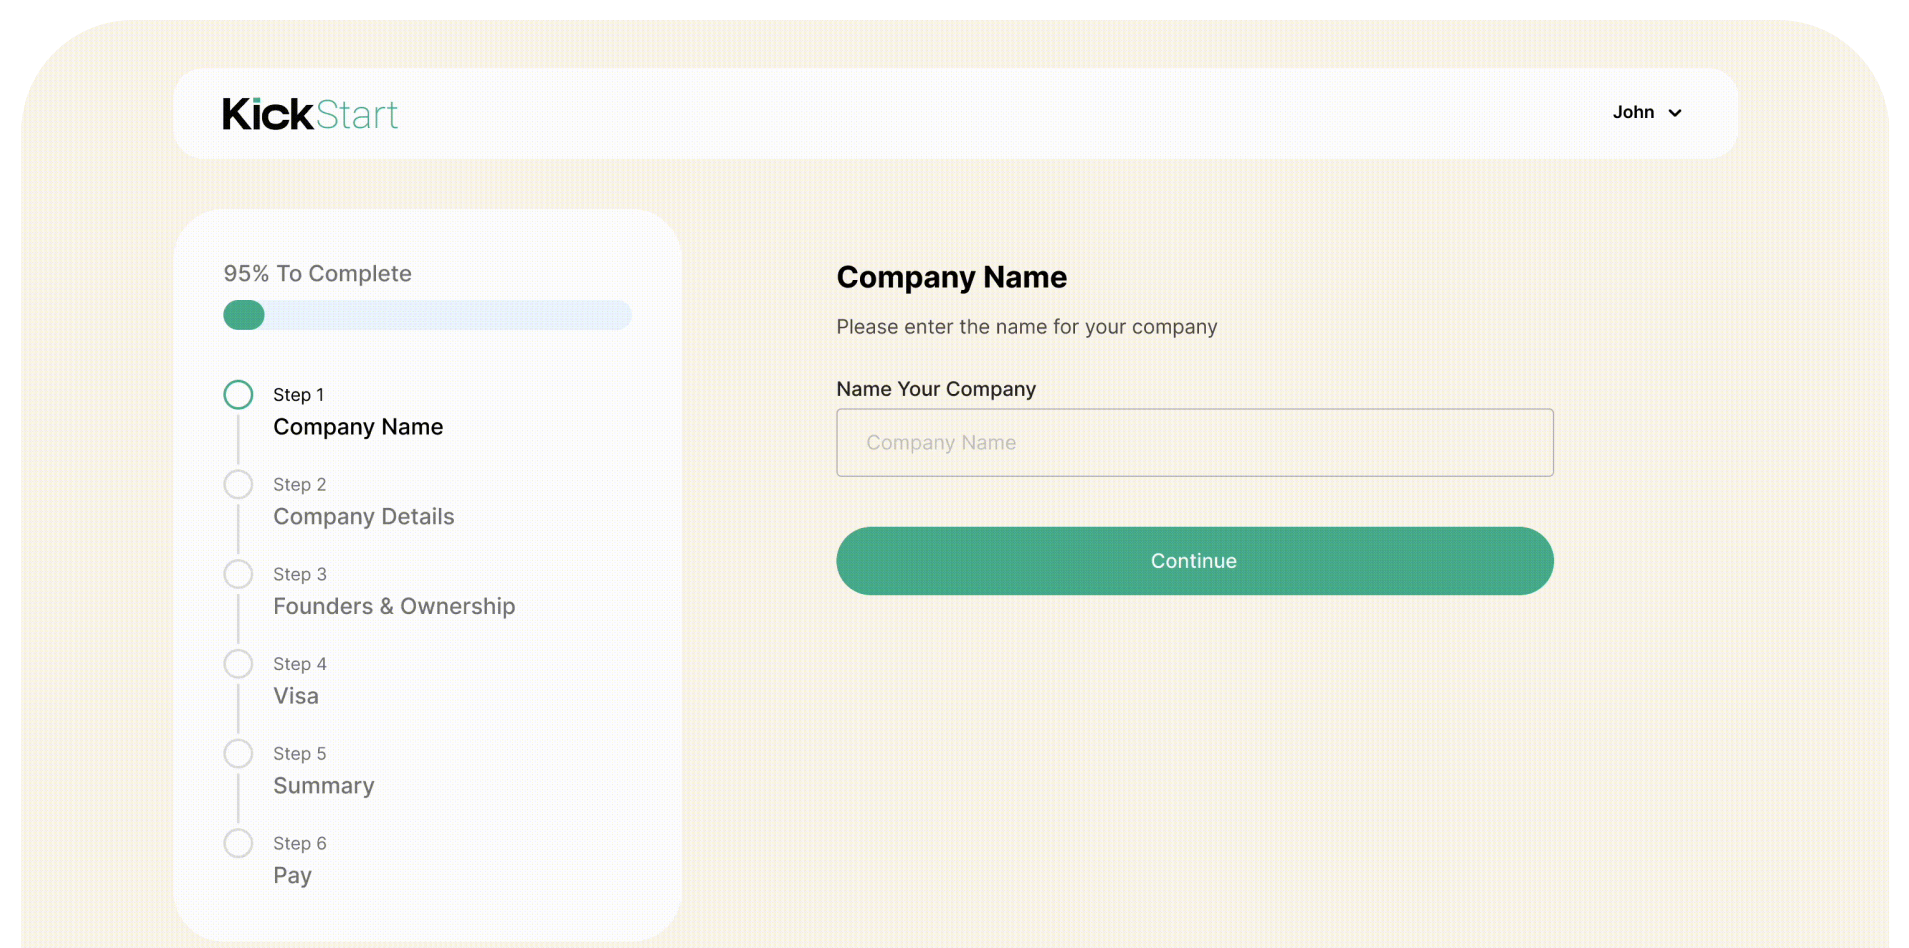 KickStart
John
95% To Complete
Step 1
Company Name
Step 2
Company Details
Step 3
Founders & Ownership
Step 4
Visa
Step 5
Summary
Step 6
Pay
Company Name
Please enter the name for your company
Name Your Company
Company Name
Continue